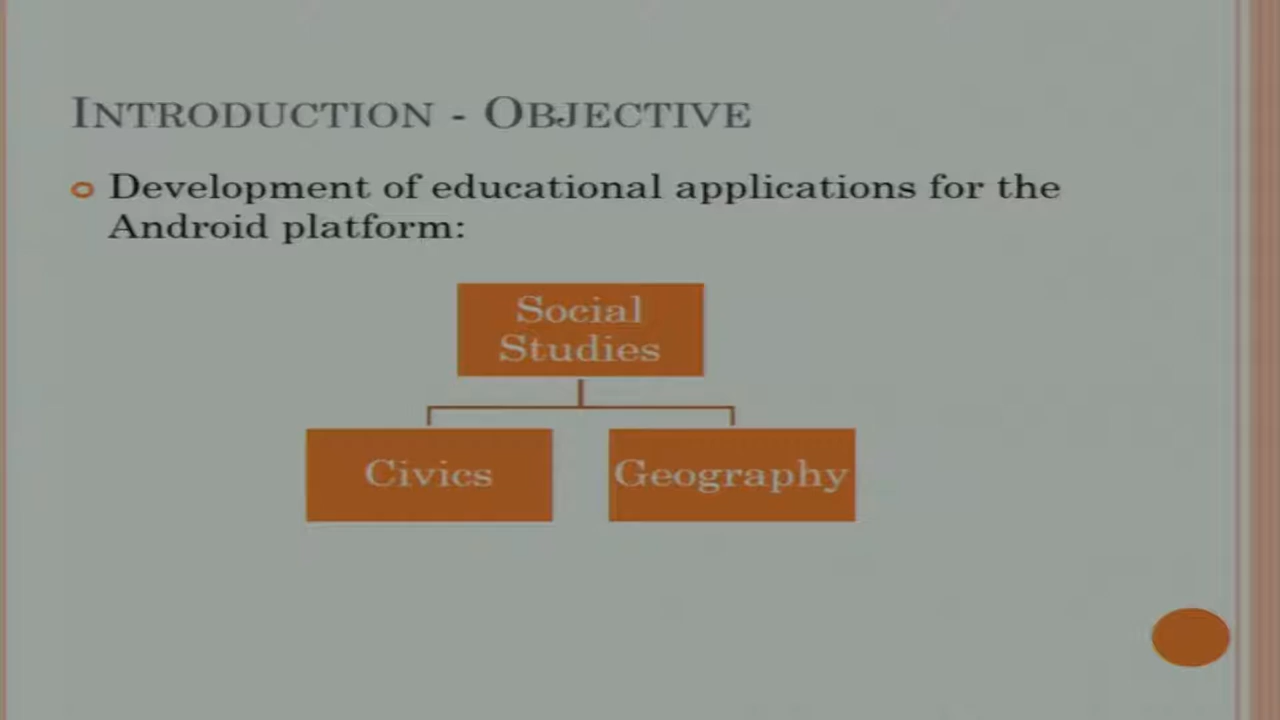 INTRODUCTION - OBJECTIVE
Development of educational applications for the
Android platform:
Social
Studies
Civics
Geography